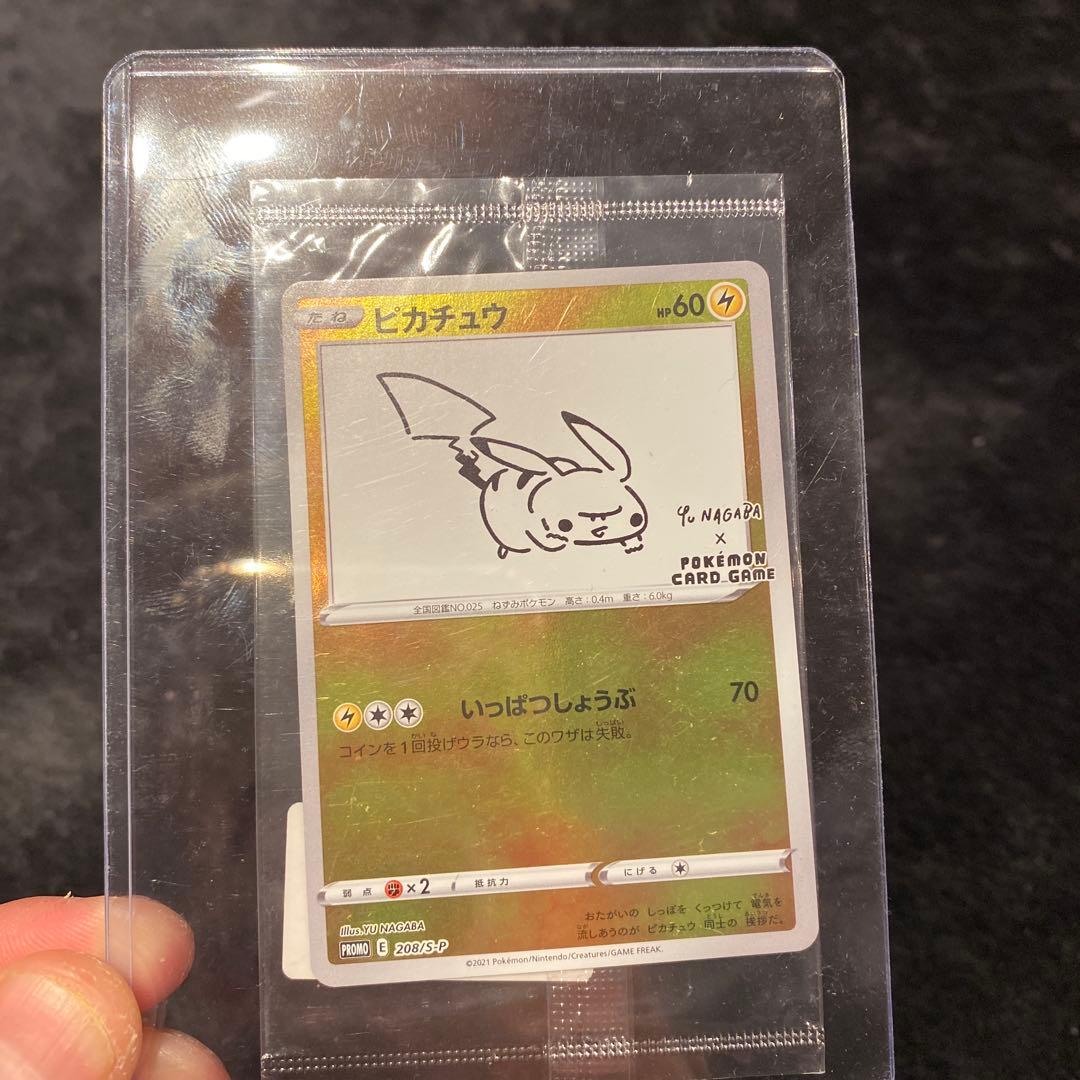 たね ピカチュウ HP60
Yu NAGABA
×
POKÉMON
CARD GAME
全国図鑑NO.025 ねずみポケモン 高さ：0.4m 重さ：6.0kg
いっぱつしょうぶ 70
コインを1回投げウラなら、このワザは失敗。
弱点 ×2 抵抗力 にげる
Illus.YU NAGABA
おたがいの しっぽを くっつけて 電気を
流しあうのが ピカチュウ 同士の 挨拶だ。
PROMO E 208/S-P
©2021 Pokémon/Nintendo/Creatures/GAME FREAK.